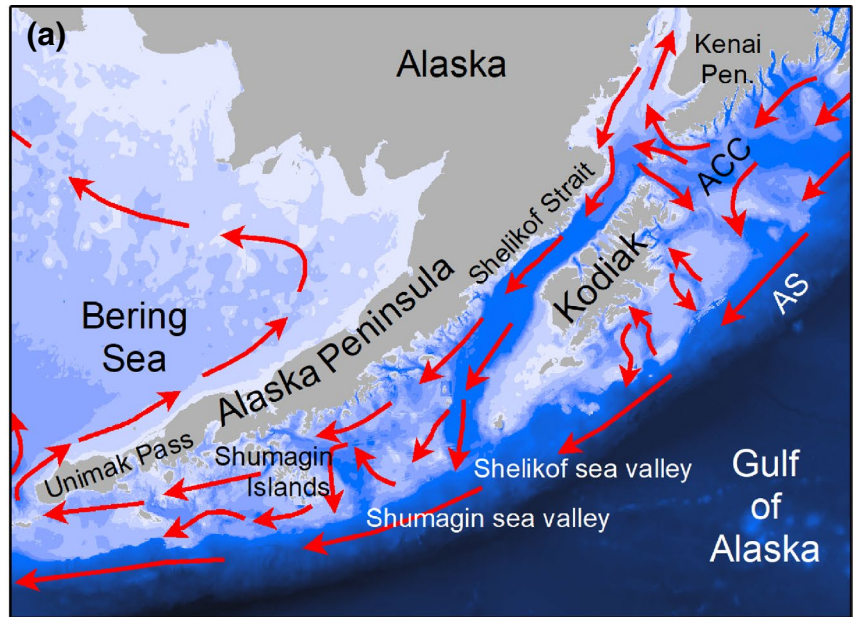 (a)
Alaska
Kenai
Pen.
ACC
Shelikof Strait
Kodiak
AS
Bering
Sea
Alaska Peninsula
Unimak Pass
Shumagin
Islands
Shelikof sea valley
Shumagin sea valley
Gulf
of
Alaska